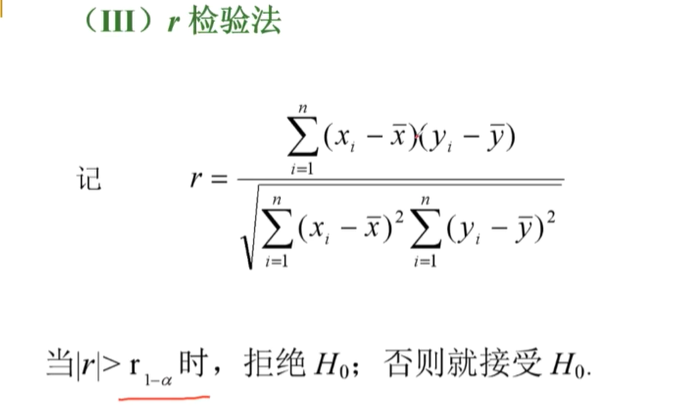 （III）r 检验法
记 r = \frac{\sum_{i=1}^{n}(x_i - \bar{x})(y_i - \bar{y})}{\sqrt{\sum_{i=1}^{n}(x_i - \bar{x})^2 \sum_{i=1}^{n}(y_i - \bar{y})^2}}
当|r|> r_{1-α} 时，拒绝 H_0；否则就接受 H_0.